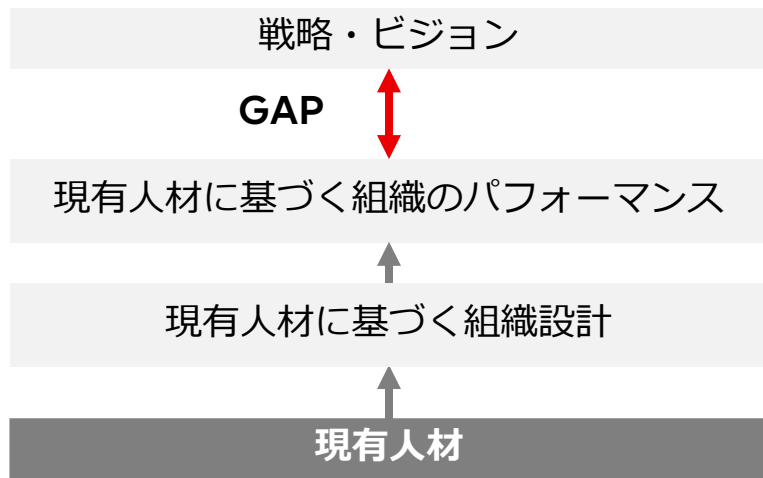 戦略・ビジョン
GAP
現有人材に基づく組織のパフォーマンス
現有人材に基づく組織設計
現有人材